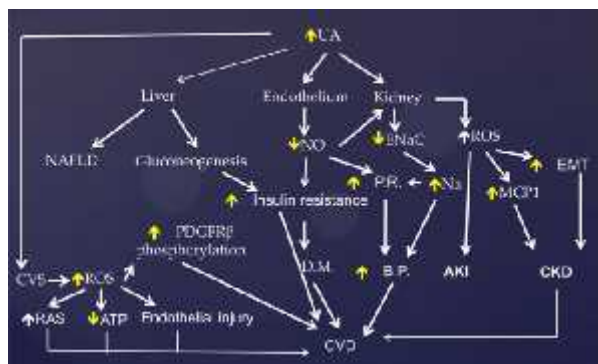 ↑UA
Liver Endothelium Kidney
NAFLD Gluconeogenesis ↓NO ↓ENaC ↑ROS ↑ EMT
↑ Insulin resistance ↑ P.R. ↑Na ↑MCP1
↑ PDGFRβ
phosphorylation
CVS ↑ROS D.M. ↑ B.P. AKI CKD
↑RAS ↓ATP Endothelial injury
CVD